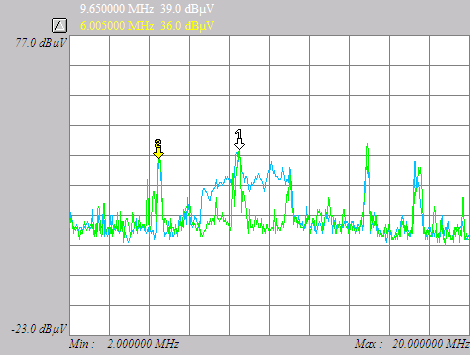 9.650000 MHz 39.0 dBµV
6.005000 MHz 36.0 dBµV
77.0 dBµV
2
1
-23.0 dBµV
Min : 2.000000 MHz Max : 20.000000 MHz